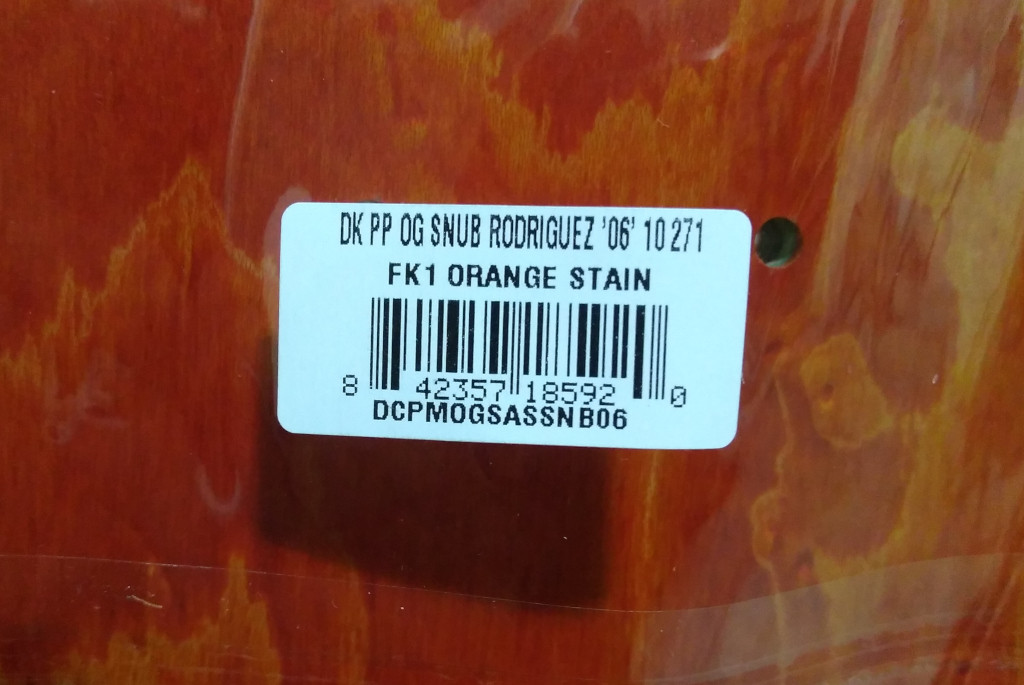 DK PP OG SNUB RODRIGUEZ '06' 10 271
FK1 ORANGE STAIN
8 42357 18592 0
DCPMOGSASSNB06